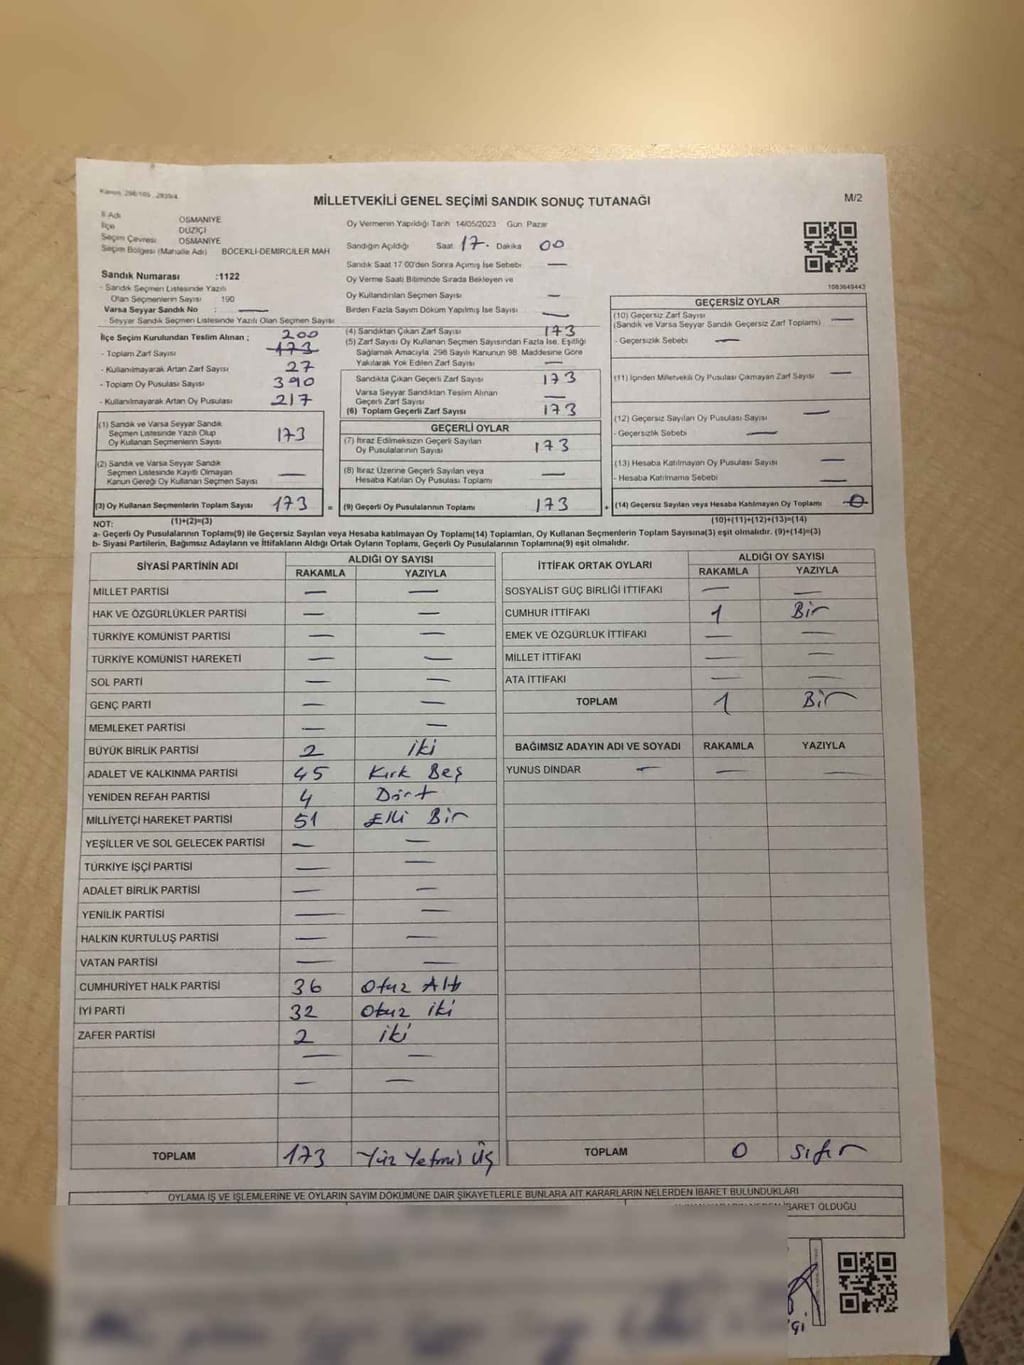 Kanun: 298/105 , 2839/4
MİLLETVEKİLİ GENEL SEÇİMİ SANDIK SONUÇ TUTANAĞI
M/2
İl Adı OSMANİYE
İlçe DÜZİÇİ
Seçim Çevresi OSMANİYE
Seçim Bölgesi (Mahalle Adı) BÖCEKLİ-DEMİRCİLER MAH
Sandık Numarası :1122
- Sandık Seçmen Listesinde Yazılı
Olan Seçmenlerin Sayısı 190
Varsa Seyyar Sandık No : —
- Seyyar Sandık Seçmen Listesinde Yazılı Olan Seçmen Sayısı
İlçe Seçim Kurulundan Teslim Alınan ; 200
- Toplam Zarf Sayısı 173
- Kullanılmayarak Artan Zarf Sayısı 27
- Toplam Oy Pusulası Sayısı 390
- Kullanılmayarak Artan Oy Pusulası 217
(1) Sandık ve Varsa Seyyar Sandık
Seçmen Listesinde Yazılı Olup
Oy Kullanan Seçmenlerin Sayısı 173
(2) Sandık ve Varsa Seyyar Sandık
Seçmen Listesinde Kayıtlı Olmayan
Kanun Gereği Oy Kullanan Seçmen Sayısı —
(3) Oy Kullanan Seçmenlerin Toplam Sayısı 173 =
(1)+(2)=(3)
Oy Vermenin Yapıldığı Tarih 14/05/2023 Gün Pazar
Sandığın Açıldığı Saat 17. Dakika 00
Sandık Saat 17:00'den Sonra Açılmış İse Sebebi —
Oy Verme Saati Bitiminde Sırada Bekleyen ve
Oy Kullandırılan Seçmen Sayısı —
Birden Fazla Sayım Döküm Yapılmış İse Sayısı —
(4) Sandıktan Çıkan Zarf Sayısı 173
(5) Zarf Sayısı Oy Kullanan Seçmen Sayısından Fazla İse, Eşitliği
Sağlamak Amacıyla, 298 Sayılı Kanunun 98. Maddesine Göre
Yakılarak Yok Edilen Zarf Sayısı —
Sandıkta Çıkan Geçerli Zarf Sayısı 173
Varsa Seyyar Sandıktan Teslim Alınan
Geçerli Zarf Sayısı —
(6) Toplam Geçerli Zarf Sayısı 173
GEÇERLİ OYLAR
(7) İtiraz Edilmeksizin Geçerli Sayılan
Oy Pusulalarının Sayısı 173
(8) İtiraz Üzerine Geçerli Sayılan veya
Hesaba Katılan Oy Pusulası Toplamı —
(9) Geçerli Oy Pusulalarının Toplamı 173 +
1083649443
GEÇERSİZ OYLAR
(10) Geçersiz Zarf Sayısı —
(Sandık ve Varsa Seyyar Sandık Geçersiz Zarf Toplamı)
- Geçersizlik Sebebi —
(11) İçinden Milletvekili Oy Pusulası Çıkmayan Zarf Sayısı —
(12) Geçersiz Sayılan Oy Pusulası Sayısı —
- Geçersizlik Sebebi —
(13) Hesaba Katılmayan Oy Pusulası Sayısı —
- Hesaba Katılmama Sebebi —
(14) Geçersiz Sayılan veya Hesaba Katılmayan Oy Toplamı 0
(10)+(11)+(12)+(13)=(14)
NOT:
a- Geçerli Oy Pusulalarının Toplamı(9) ile Geçersiz Sayılan veya Hesaba katılmayan Oy Toplamı(14) Toplamları, Oy Kullanan Seçmenlerin Toplam Sayısına(3) eşit olmalıdır. (9)+(14)=(3)
b- Siyasi Partilerin, Bağımsız Adayların ve İttifakların Aldığı Ortak Oyların Toplamı, Geçerli Oy Pusulalarının Toplamına(9) eşit olmalıdır.
SİYASİ PARTİNİN ADI ALDIĞI OY SAYISI
RAKAMLA YAZIYLA
MİLLET PARTİSİ — —
HAK VE ÖZGÜRLÜKLER PARTİSİ — —
TÜRKİYE KOMÜNİST PARTİSİ — —
TÜRKİYE KOMÜNİST HAREKETİ — —
SOL PARTİ — —
GENÇ PARTİ — —
MEMLEKET PARTİSİ — —
BÜYÜK BİRLİK PARTİSİ 2 iki
ADALET VE KALKINMA PARTİSİ 45 Kırk Beş
YENİDEN REFAH PARTİSİ 4 Dört
MİLLİYETÇİ HAREKET PARTİSİ 51 Elli Bir
YEŞİLLER VE SOL GELECEK PARTİSİ — —
TÜRKİYE İŞÇİ PARTİSİ — —
ADALET BİRLİK PARTİSİ — —
YENİLİK PARTİSİ — —
HALKIN KURTULUŞ PARTİSİ — —
VATAN PARTİSİ — —
CUMHURİYET HALK PARTİSİ 36 Otuz Altı
İYİ PARTİ 32 Otuz iki
ZAFER PARTİSİ 2 iki
— —
— —
TOPLAM 173 Yüz Yetmiş Üç
İTTİFAK ORTAK OYLARI ALDIĞI OY SAYISI
RAKAMLA YAZIYLA
SOSYALİST GÜÇ BİRLİĞİ İTTİFAKI — —
CUMHUR İTTİFAKI 1 Bir
EMEK VE ÖZGÜRLÜK İTTİFAKI — —
MİLLET İTTİFAKI — —
ATA İTTİFAKI — —
TOPLAM 1 Bir
BAĞIMSIZ ADAYIN ADI VE SOYADI RAKAMLA YAZIYLA
YUNUS DİNDAR — — —
TOPLAM 0 Sıfır
OYLAMA İŞ VE İŞLEMLERİNE VE OYLARIN SAYIM DÖKÜMÜNE DAİR ŞİKAYETLERLE BUNLARA AİT KARARLARIN NELERDEN İBARET BULUNDUKLARI
İBARET OLDUĞU